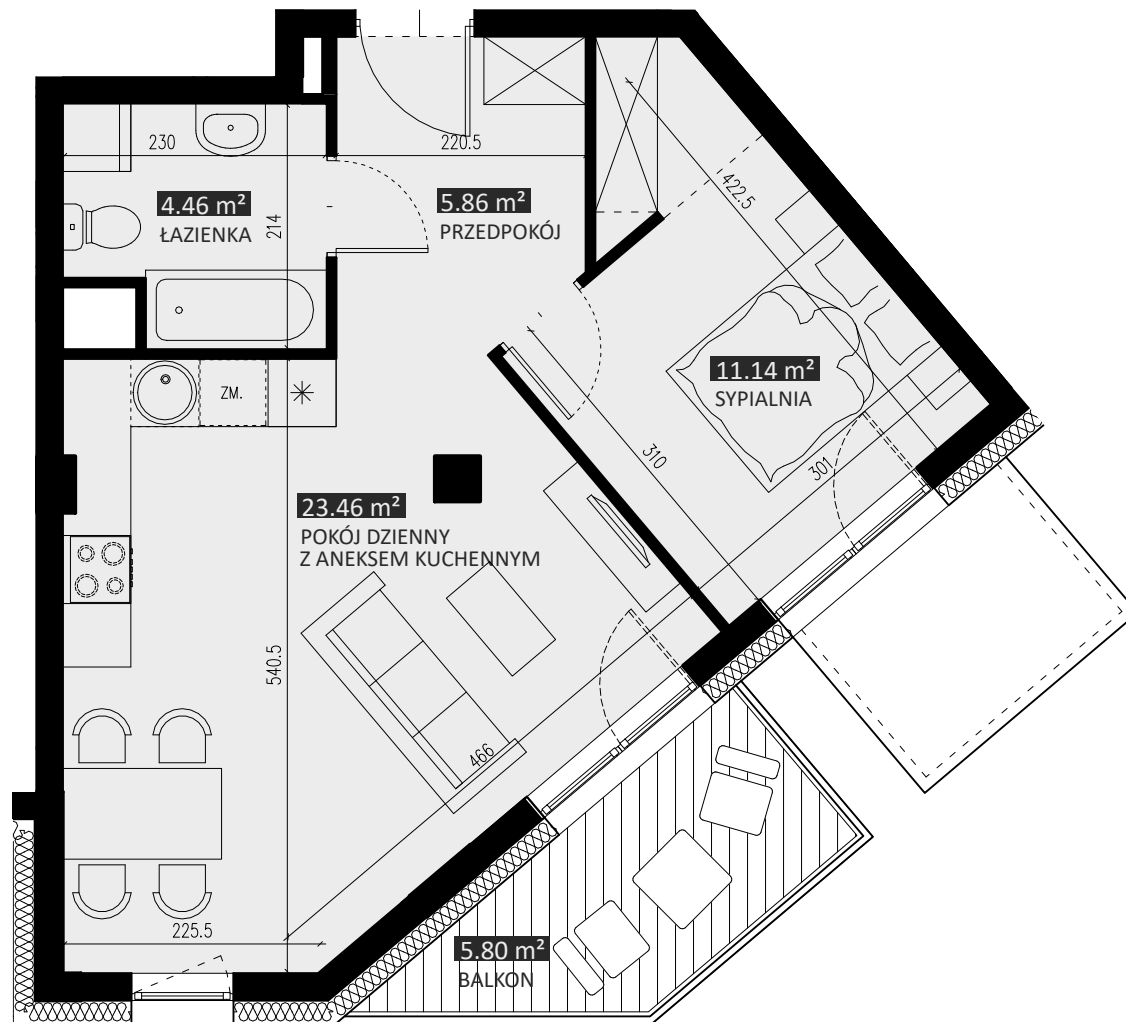 230
220.5
4.46 m²
ŁAZIENKA
214
5.86 m²
PRZEDPOKÓJ
422.5
11.14 m²
SYPIALNIA
ZM.
310
301
23.46 m²
POKÓJ DZIENNY
Z ANEKSEM KUCHENNYM
540.5
466
225.5
5.80 m²
BALKON